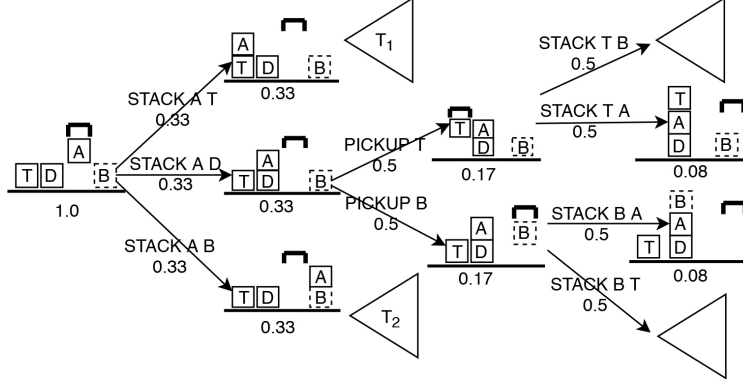 A
T D B
0.33
T1
STACK A T
0.33
A
T D B
1.0
STACK A D
0.33
A
T D B
0.33
STACK A B
0.33
A
T D B
0.33
T2
PICKUP T
0.5
T A
D B
0.17
PICKUP B
0.5
A B
T D
0.17
STACK T B
0.5
STACK T A
0.5
T
A
D B
0.08
STACK B A
0.5
B
A
T D
0.08
STACK B T
0.5